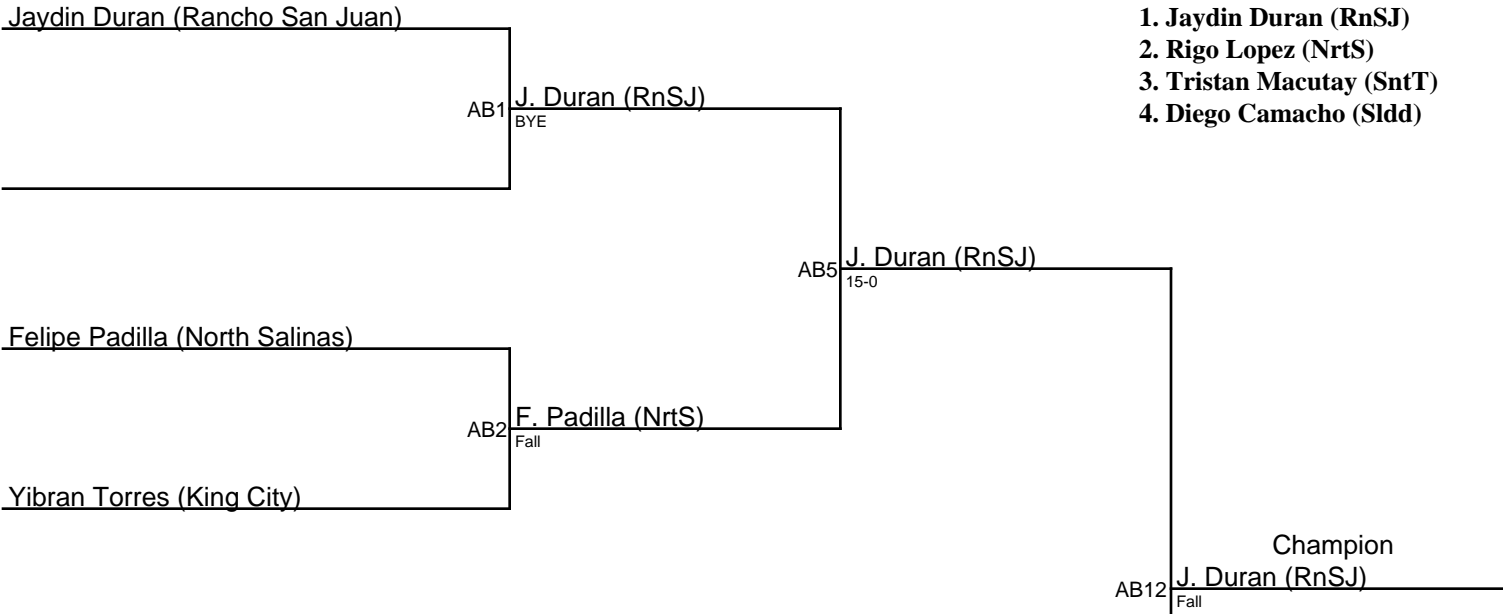 Jaydin Duran (Rancho San Juan)
1. Jaydin Duran (RnSJ)
2. Rigo Lopez (NrtS)
3. Tristan Macutay (SntT)
4. Diego Camacho (Sldd)
AB1 J. Duran (RnSJ)
BYE
AB5 J. Duran (RnSJ)
15-0
Felipe Padilla (North Salinas)
AB2 F. Padilla (NrtS)
Fall
Yibran Torres (King City)
Champion
AB12 J. Duran (RnSJ)
Fall